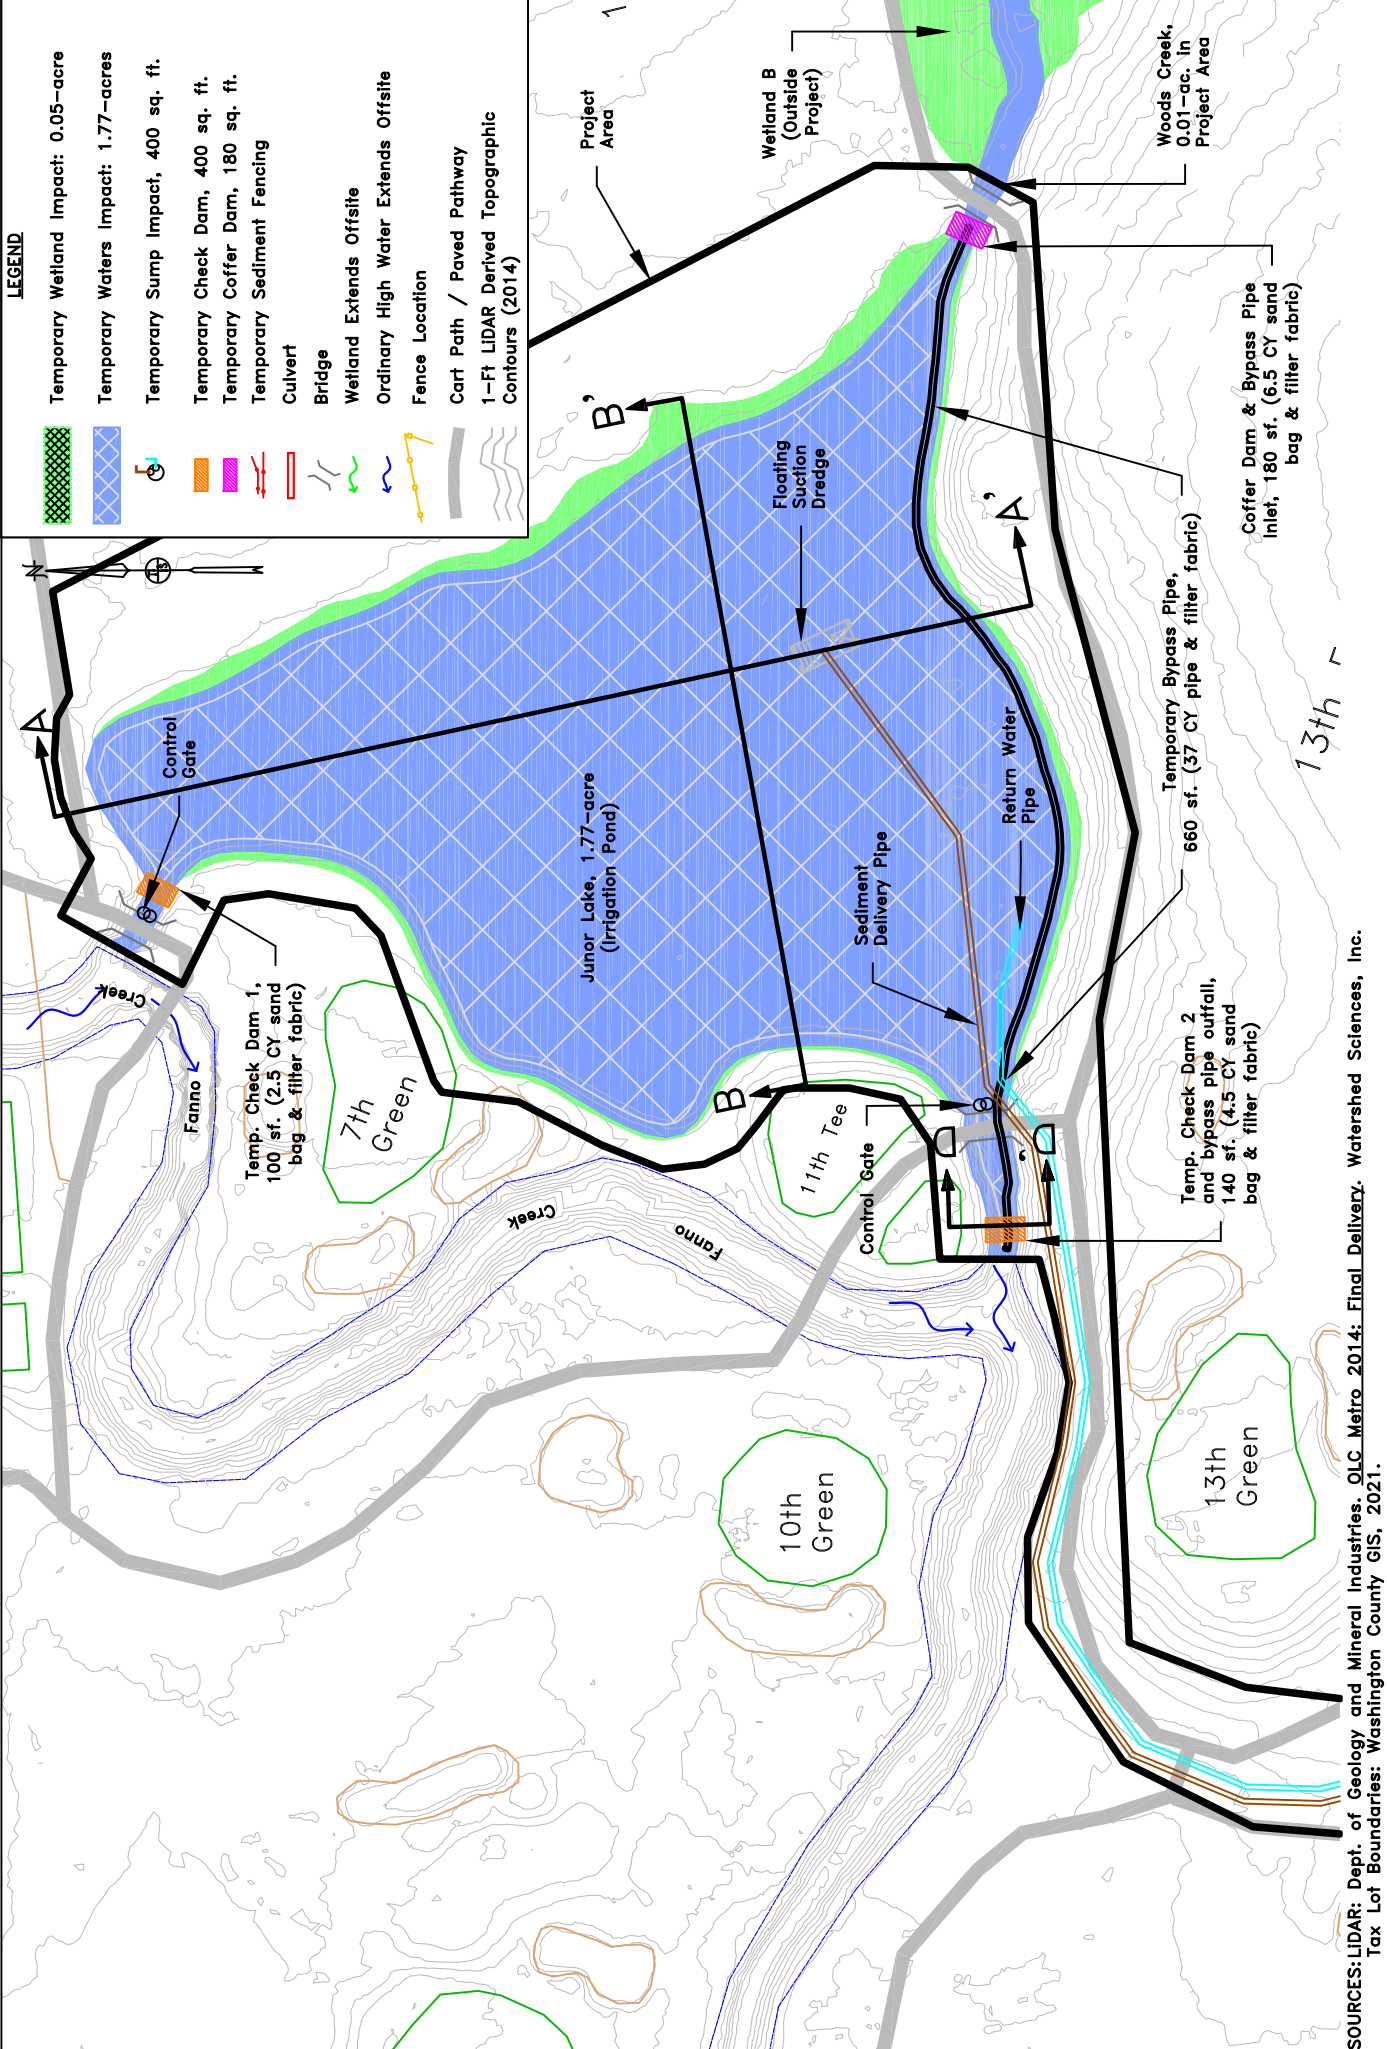 LEGEND
Temporary Wetland Impact: 0.05-acre
Temporary Waters Impact: 1.77-acres
Temporary Sump Impact, 400 sq. ft.
Temporary Check Dam, 400 sq. ft.
Temporary Coffer Dam, 180 sq. ft.
Temporary Sediment Fencing
Culvert
Bridge
Wetland Extends Offsite
Ordinary High Water Extends Offsite
Fence Location
Cart Path / Paved Pathway
1-Ft LiDAR Derived Topographic
Contours (2014)
N
A
Control
Gate
Project
Area
Wetland B
(Outside
Project)
Woods Creek,
0.01-ac. in
Project Area
B'
Floating
Suction
Dredge
A'
Coffer Dam & Bypass Pipe
Inlet, 180 sf. (6.5 CY sand
bag & filter fabric)
Temporary Bypass Pipe,
660 sf. (37 CY pipe & filter fabric)
Junor Lake, 1.77-acre
(Irrigation Pond)
Return Water
Pipe
Sediment
Delivery Pipe
Creek
Fanno
Temp. Check Dam 1,
100 sf. (2.5 CY sand
bag & filter fabric)
7th
Green
B
11th Tee
Control Gate
D
D'
Temp. Check Dam 2
and bypass pipe outfall,
140 sf. (4.5 CY sand
bag & filter fabric)
Creek
Fanno
10th
Green
13th
Green
13th
SOURCES: LiDAR: Dept. of Geology and Mineral Industries. OLC Metro 2014: Final Delivery. Watershed Sciences, Inc.
Tax Lot Boundaries: Washington County GIS, 2021.